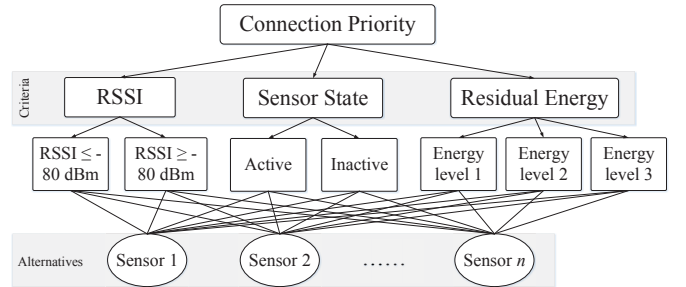 Connection Priority
Criteria
RSSI
Sensor State
Residual Energy
RSSI ≤ -
80 dBm
RSSI ≥ -
80 dBm
Active
Inactive
Energy
level 1
Energy
level 2
Energy
level 3
Alternatives
Sensor 1
Sensor 2
......
Sensor n